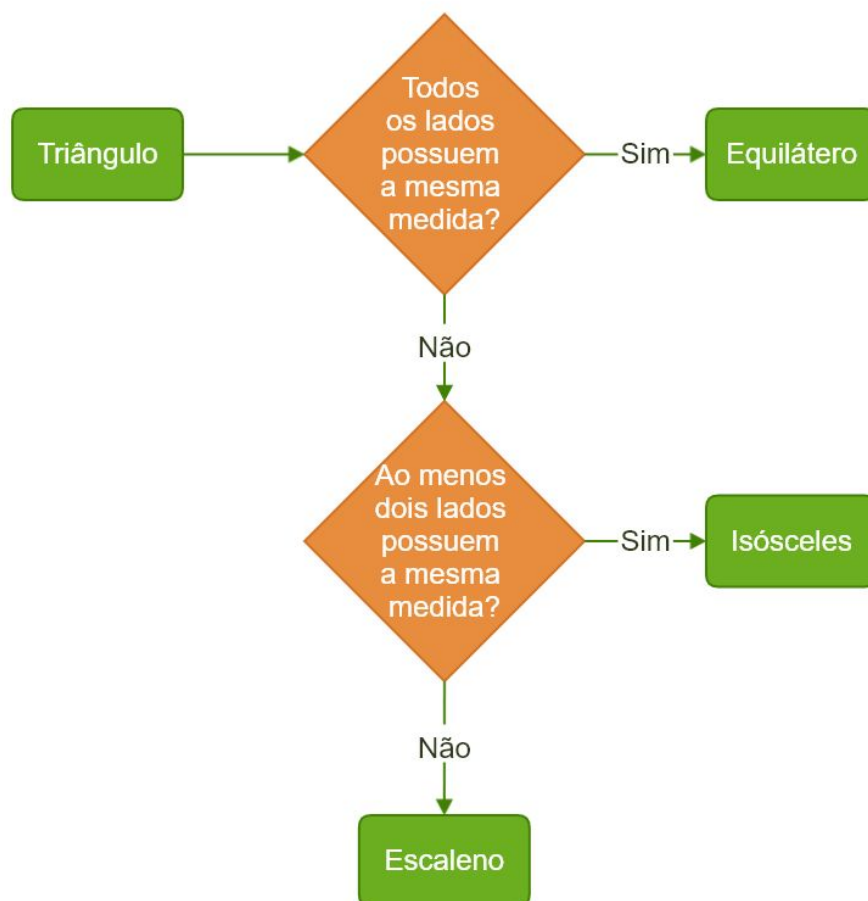 Triângulo
Todos
os lados
possuem
a mesma
medida?
Sim
Equilátero
Não
Ao menos
dois lados
possuem
a mesma
medida?
Sim
Isósceles
Não
Escaleno